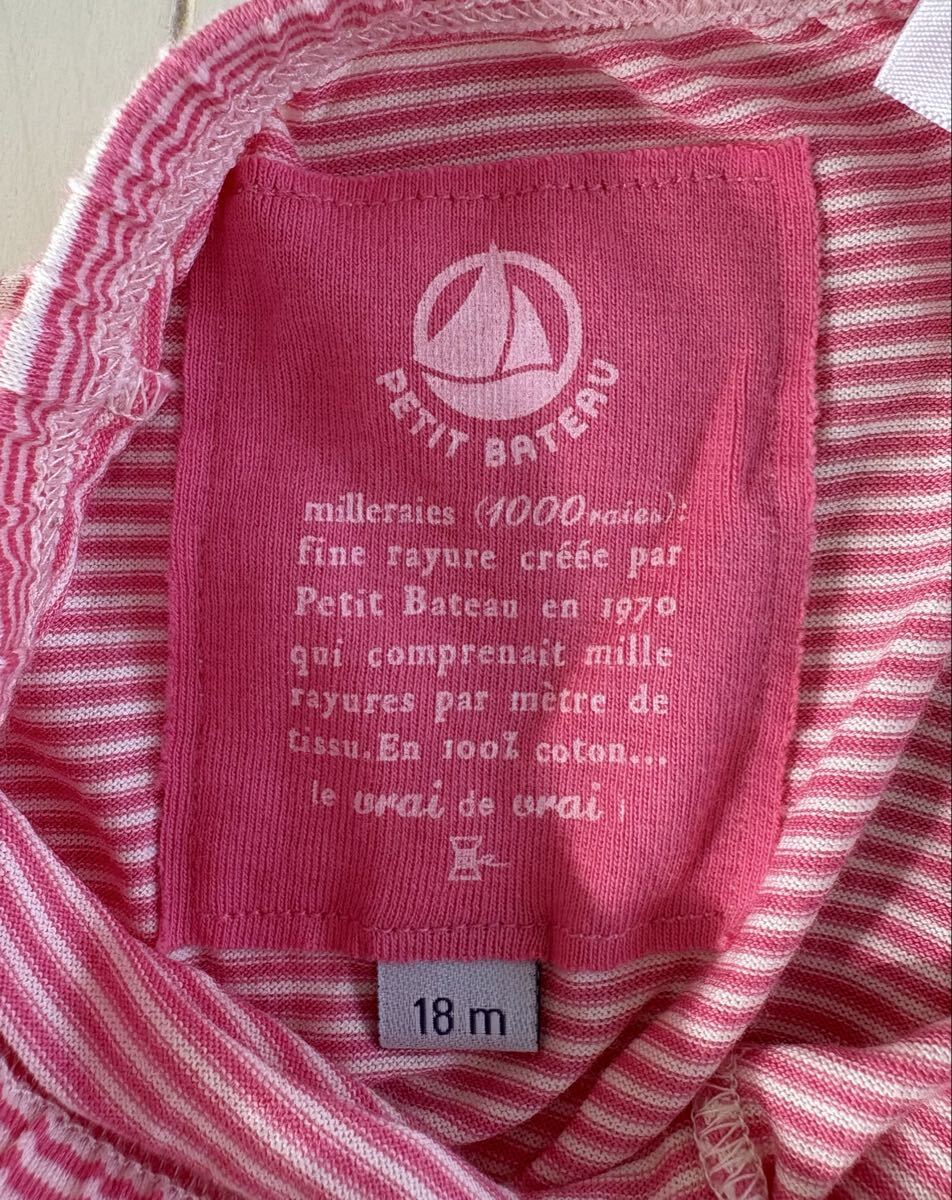 PETIT BATEAU
milleraies (1000 raies):
fine rayure créée par
Petit Bateau en 1970
qui comprenait mille
rayures par mètre de
tissu.En 100% coton...
le vrai de vrai !
18 m